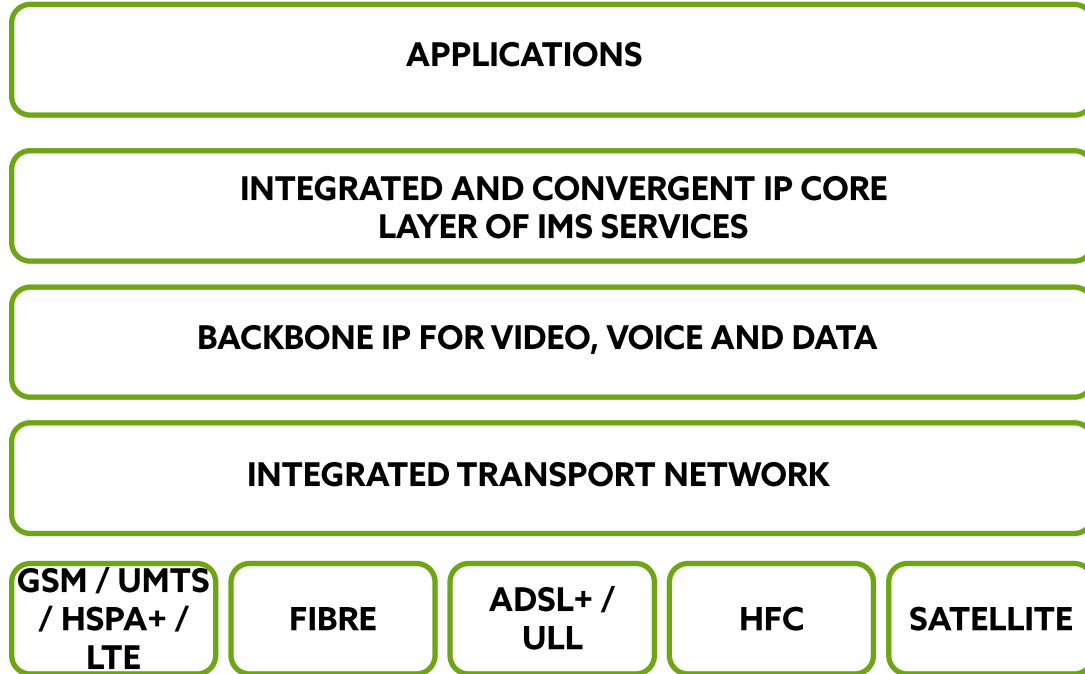 APPLICATIONS
INTEGRATED AND CONVERGENT IP CORE
LAYER OF IMS SERVICES
BACKBONE IP FOR VIDEO, VOICE AND DATA
INTEGRATED TRANSPORT NETWORK
GSM / UMTS
/ HSPA+ /
LTE
FIBRE
ADSL+ /
ULL
HFC
SATELLITE